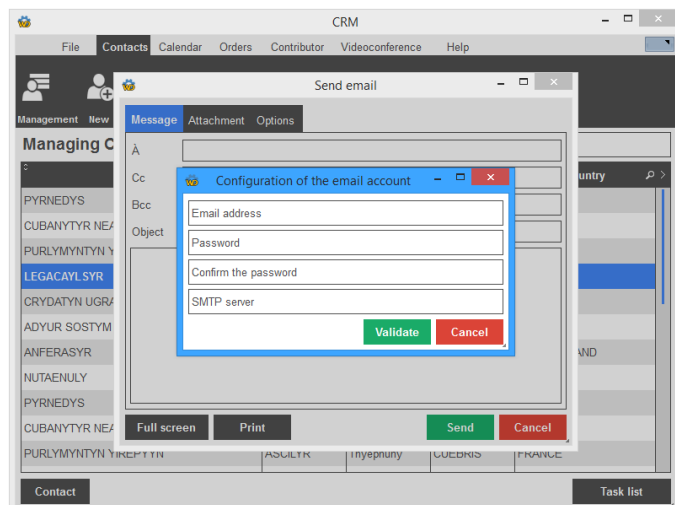 CRM
File Contacts Calendar Orders Contributor Videoconference Help
Management New
Send email
Message Attachment Options
Managing C
À
Cc
Bcc
Object
Configuration of the email account
Email address
Password
Confirm the password
SMTP server
Validate Cancel
untry
PYRNEDYS
CUBANYTYR NEA
PURLYMYNTYN Y
LEGACAYLSYR
CRYDATYN UGRA
ADYUR SOSTYM
ANFERASYR AND
NUTAENULY
PYRNEDYS
CUBANYTYR NEA
Full screen Print Send Cancel
PURLYMYNTYN YIREPYYN ASCILYR Thyephuny CUEBRIS FRANCE
Contact Task list